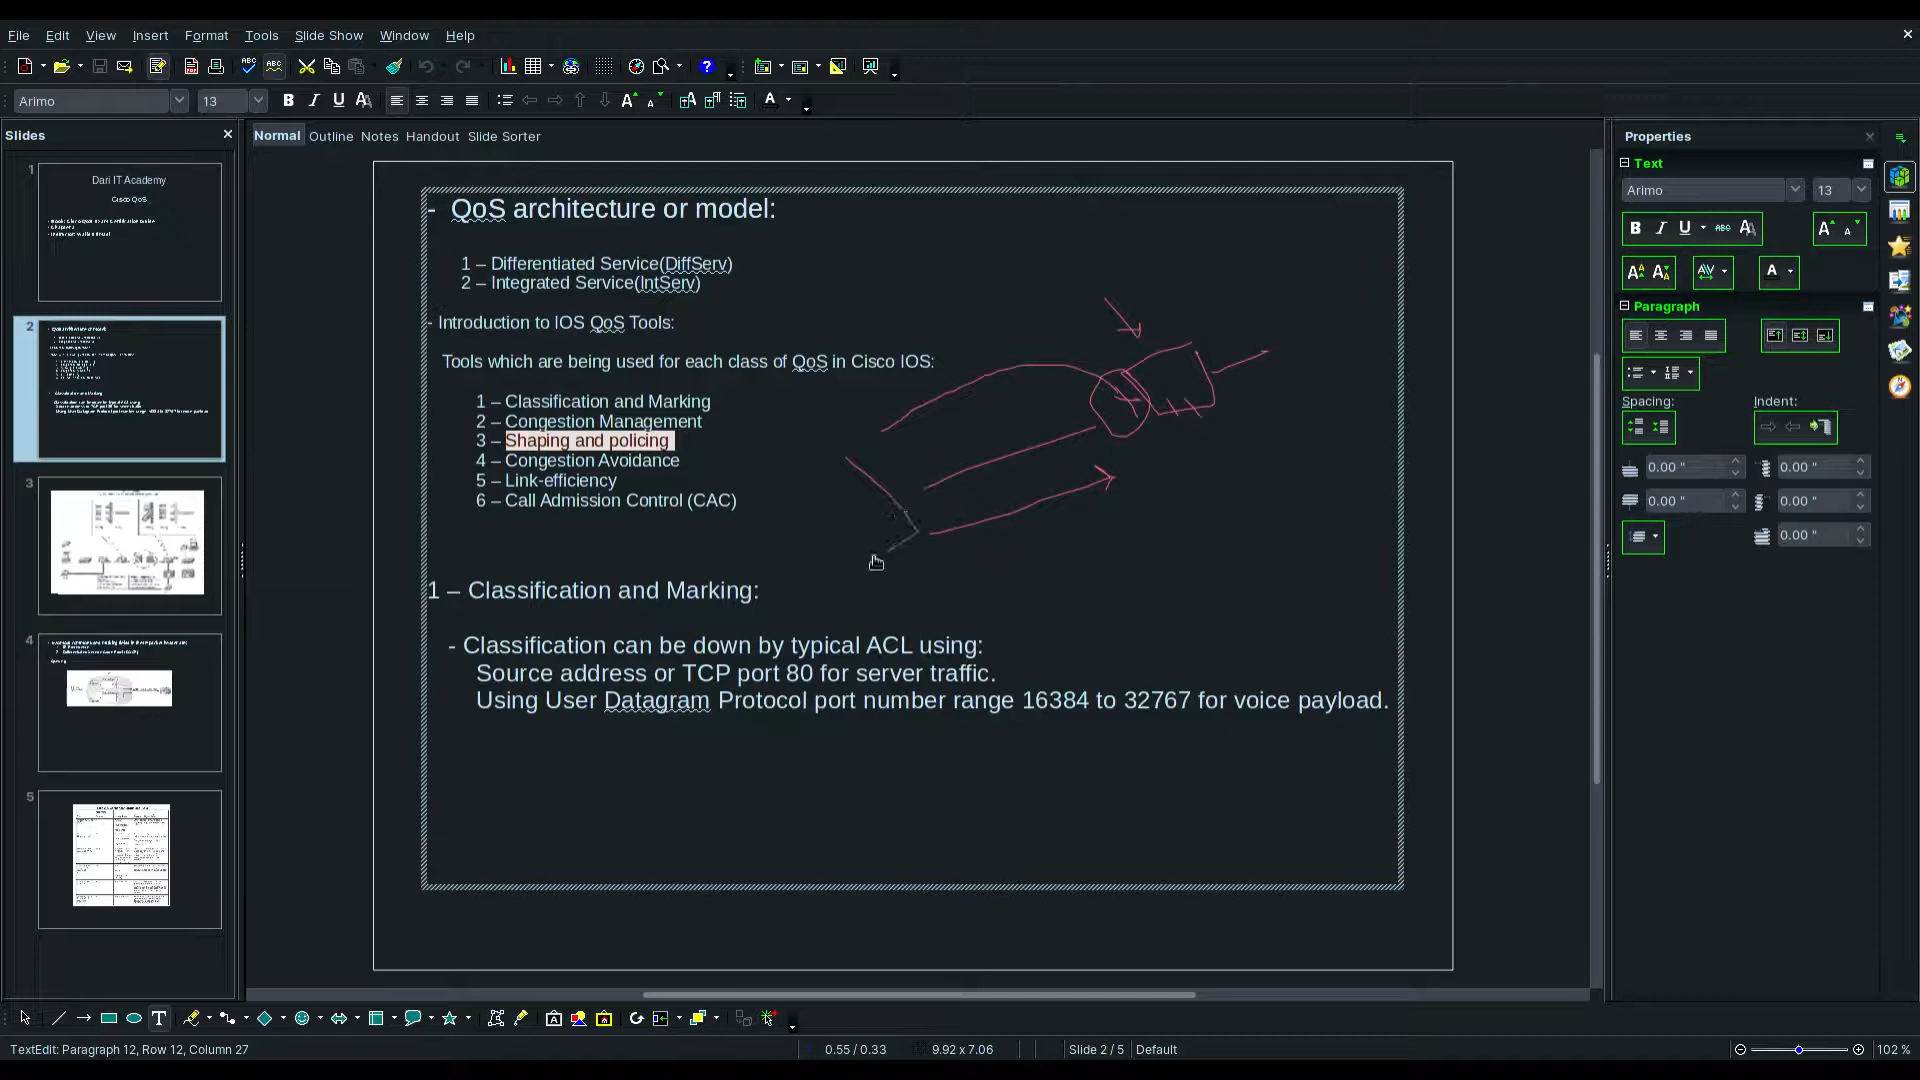 File Edit View Insert Format Tools Slide Show Window Help
Arimo 13
Slides
1
Dari IT Academy
Cisco QoS
2
3
4
5
Normal Outline Notes Handout Slide Sorter
- QoS architecture or model:
1 – Differentiated Service(DiffServ)
2 – Integrated Service(IntServ)
- Introduction to IOS QoS Tools:
Tools which are being used for each class of QoS in Cisco IOS:
1 – Classification and Marking
2 – Congestion Management
3 – Shaping and policing
4 – Congestion Avoidance
5 – Link-efficiency
6 – Call Admission Control (CAC)
1 – Classification and Marking:
- Classification can be down by typical ACL using:
Source address or TCP port 80 for server traffic.
Using User Datagram Protocol port number range 16384 to 32767 for voice payload.
Properties
Text
Arimo 13
Paragraph
Spacing: Indent:
0.00 " 0.00 "
0.00 " 0.00 "
0.00 "
TextEdit: Paragraph 12, Row 12, Column 27 0.55 / 0.33 9.92 x 7.06 Slide 2 / 5 Default 102 %